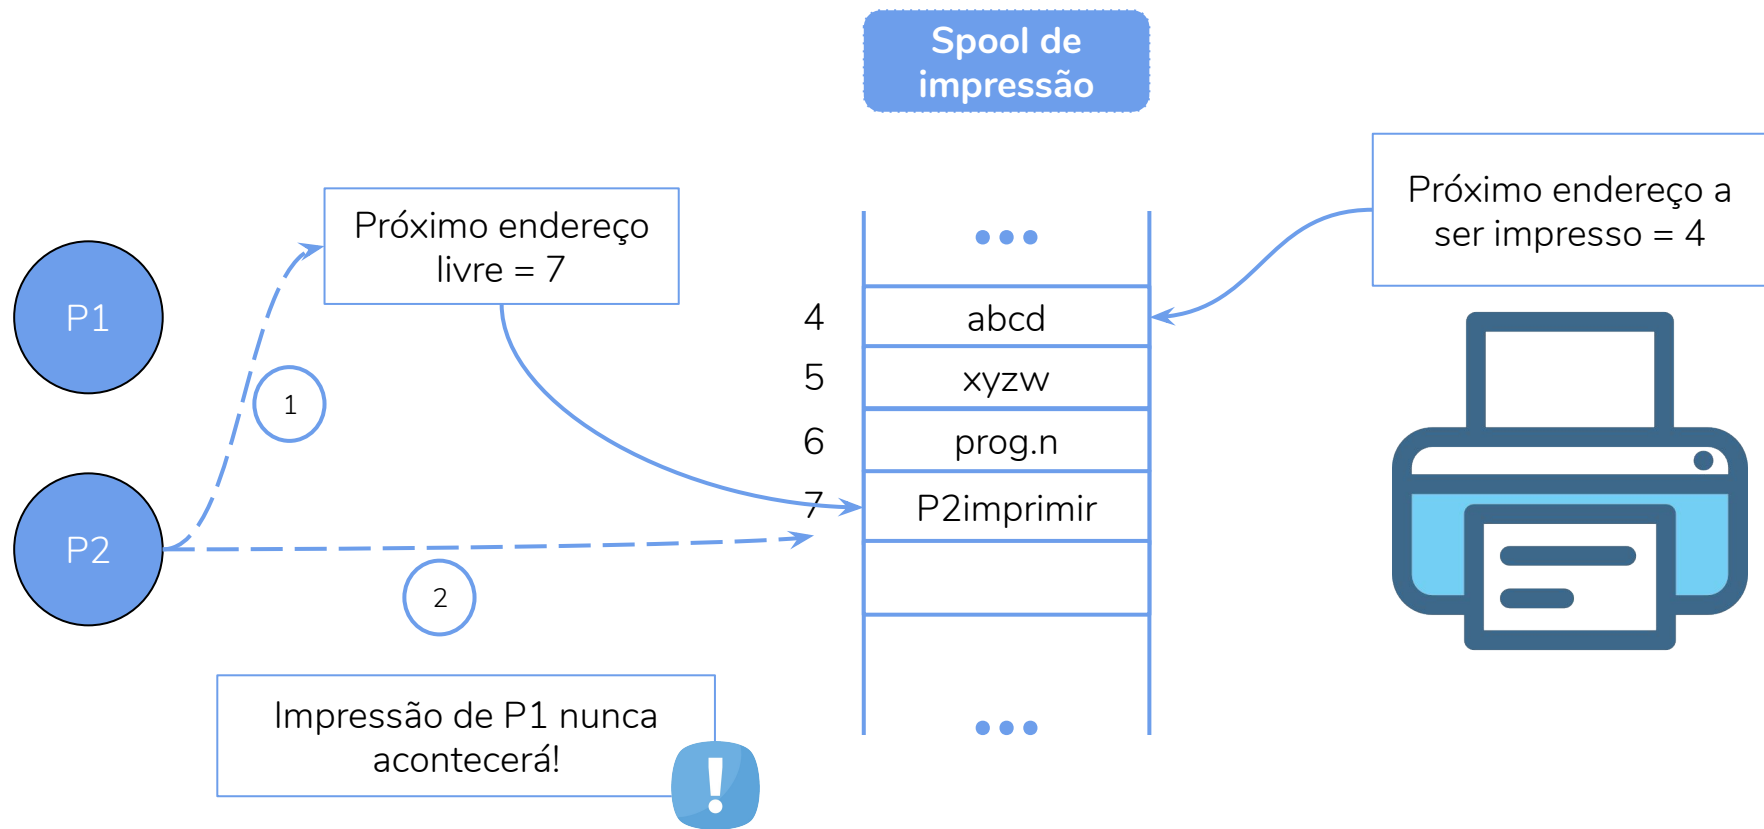 Spool de
impressão
Próximo endereço
livre = 7
Próximo endereço a
ser impresso = 4
P1
P2
1
2
4 abcd
5 xyzw
6 prog.n
7 P2imprimir
Impressão de P1 nunca
acontecerá!
!